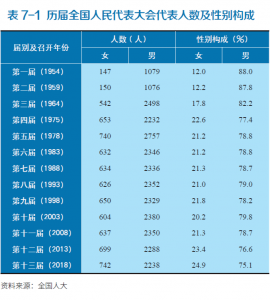 表 7-1 历届全国人民代表大会代表人数及性别构成
届别及召开年份 人数（人） 性别构成（%）
女 男 女 男
第一届（1954） 147 1079 12.0 88.0
第二届（1959） 150 1076 12.2 87.8
第三届（1964） 542 2498 17.8 82.2
第四届（1975） 653 2232 22.6 77.4
第五届（1978） 740 2757 21.2 78.8
第六届（1983） 632 2346 21.2 78.8
第七届（1988） 634 2336 21.3 78.7
第八届（1993） 626 2352 21.0 79.0
第九届（1998） 650 2329 21.8 78.2
第十届（2003） 604 2380 20.2 79.8
第十一届（2008） 637 2350 21.3 78.7
第十二届（2013） 699 2288 23.4 76.6
第十三届（2018） 742 2238 24.9 75.1
资料来源：全国人大